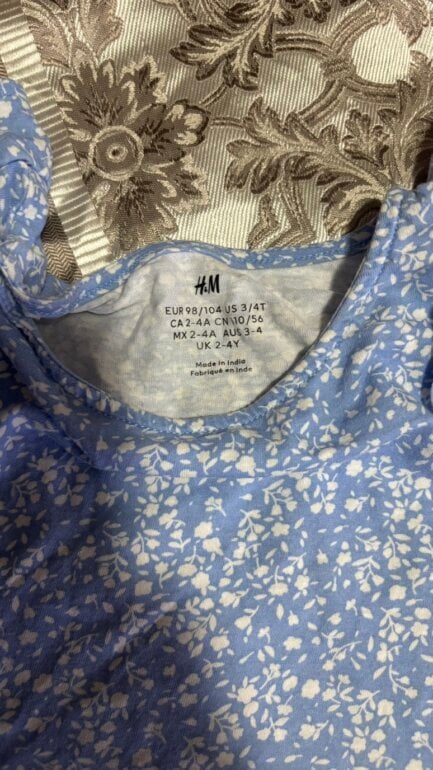 H&M
EUR 98/104 US 3/4T
CA 2-4A CN 110/56
MX 2-4A AUS 3-4
UK 2-4Y
Made in India
Fabriqué en Inde